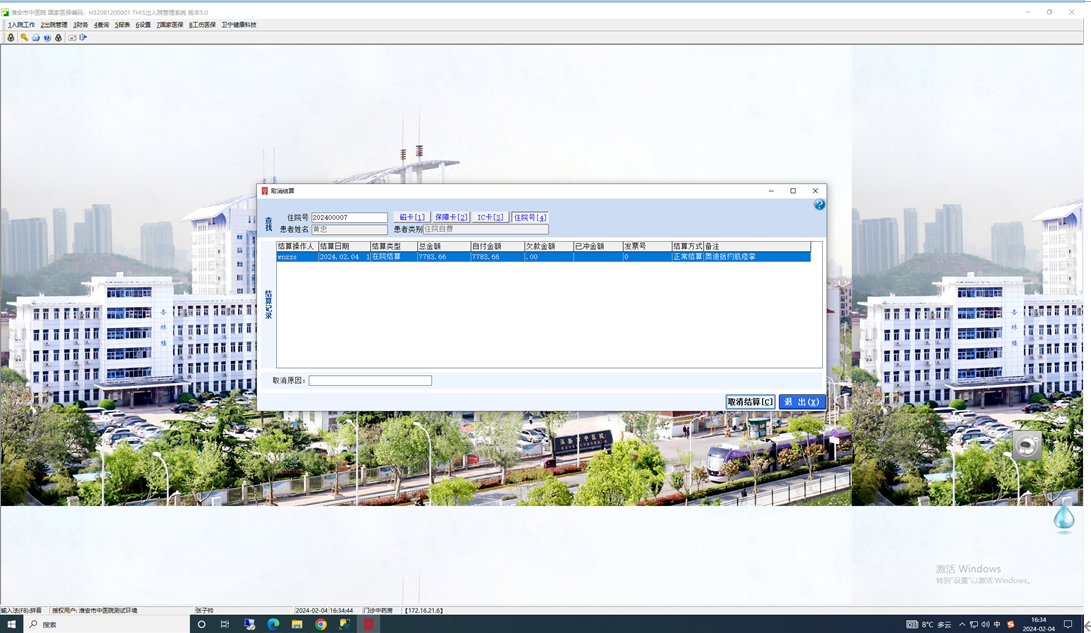 淮安市中医院 国家医保编码：H32081200001 THIS出入院管理系统 版本5.0
1入院工作 2出院管理 3财务 4查询 5报表 6设置 7国家医保 8工伤医保 卫宁健康科技
取消结算
查找
住院号 202400007 磁卡[1] 保障卡[2] IC卡[3] 住院号[4]
患者姓名 黄忠 患者类别 住院自费
结算操作人 结算日期 结算类型 总金额 自付金额 欠款金额 已冲金额 发票号 结算方式 备注
wnzzs 2024.02.04 1 在院结算 7783.66 7783.66 .00 0 正常结算
结算记录
杏林楼
杏林楼
取消原因：
取消结算[C] 退 出(X)
中医院
激活 Windows
转到"设置"以激活 Windows。
输入法(F8):拼音 授权用户: 淮安市中医院测试环境 张子帅 2024-02-04 16:34:44 门诊中药房 【172.16.21.6】
搜索
8°C 多云 中
16:34
2024-02-04